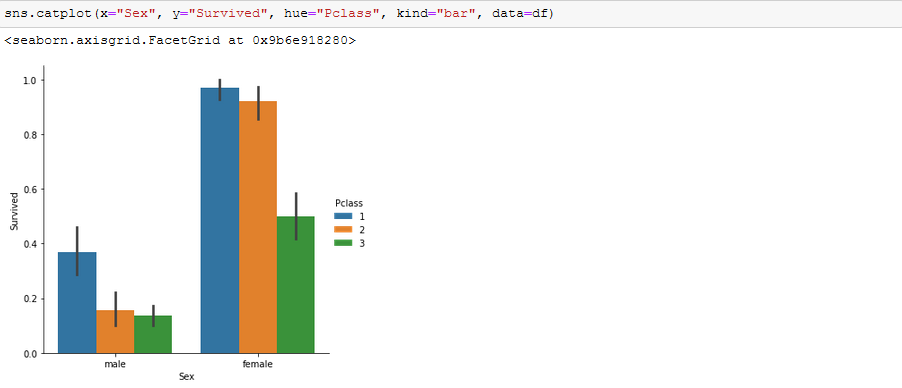 sns.catplot(x="Sex", y="Survived", hue="Pclass", kind="bar", data=df)
<seaborn.axisgrid.FacetGrid at 0x9b6e918280>
1.0
0.8
0.6
0.4
0.2
0.0
Survived
male
female
Sex
Pclass
1
2
3